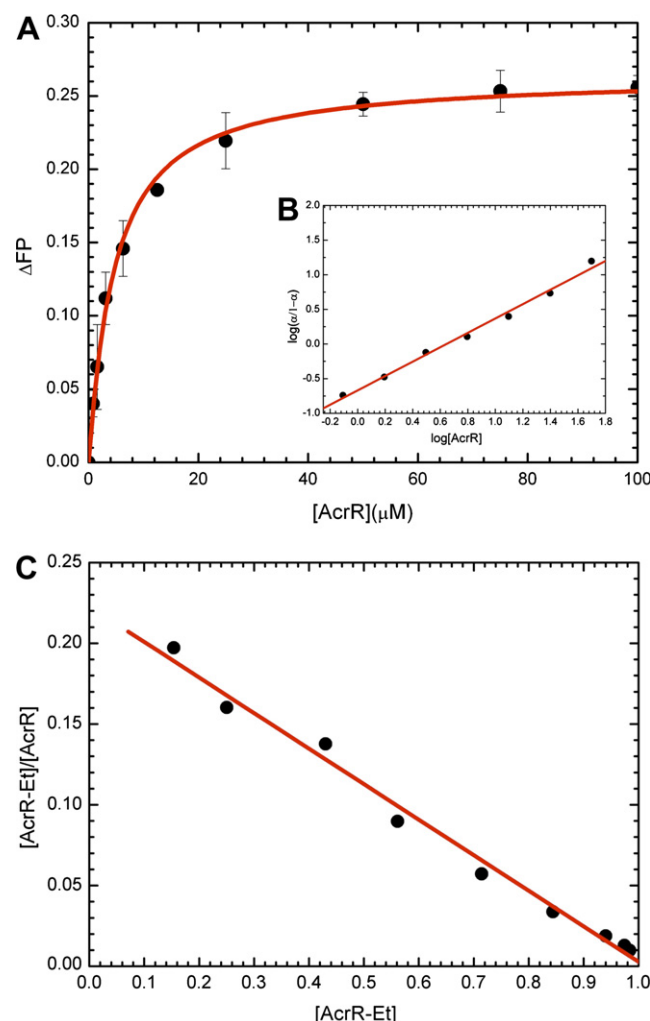 A
0.30
0.25
0.20
0.15
0.10
0.05
0.00
ΔFP
0 20 40 60 80 100
[AcrR](μM)
B
2.0
1.5
1.0
0.5
0.0
-0.5
-1.0
log(α/1−α)
-0.2 0.0 0.2 0.4 0.6 0.8 1.0 1.2 1.4 1.6 1.8
log[AcrR]
C
0.25
0.20
0.15
0.10
0.05
0.00
[AcrR-Et]/[AcrR]
0.0 0.1 0.2 0.3 0.4 0.5 0.6 0.7 0.8 0.9 1.0
[AcrR-Et]